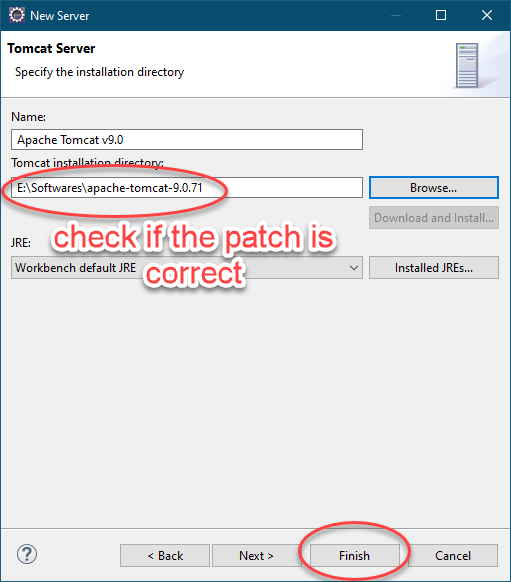 New Server
Tomcat Server
Specify the installation directory
Name:
Apache Tomcat v9.0
Tomcat installation directory:
E:\Softwares\apache-tomcat-9.0.71
Browse...
Download and Install...
check if the patch is
correct
JRE:
Workbench default JRE
Installed JREs...
?
< Back
Next >
Finish
Cancel